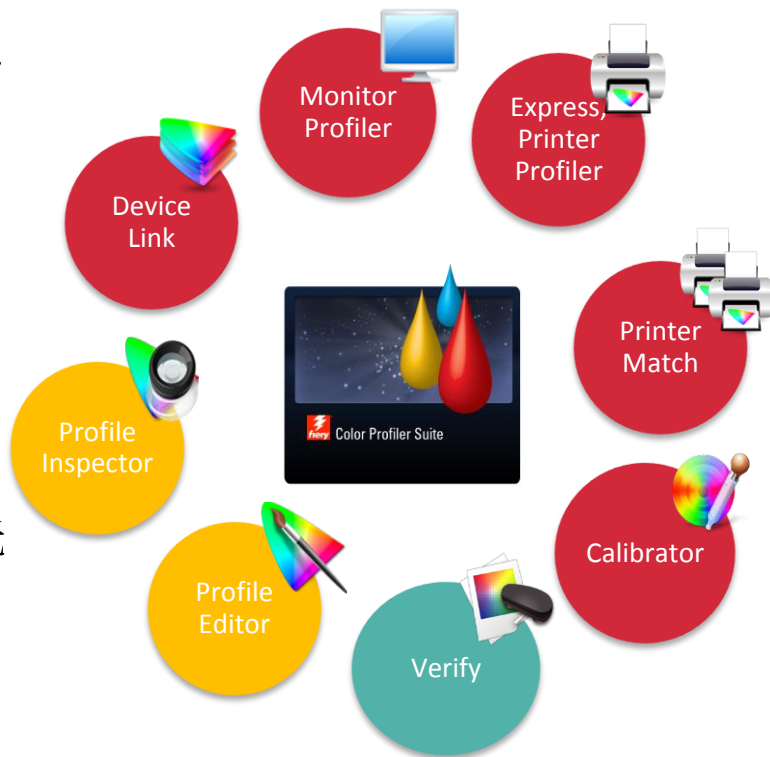 Monitor
Profiler
Express,
Printer
Profiler
Device
Link
Printer
Match
fiery Color Profiler Suite
Profile
Inspector
Calibrator
Profile
Editor
Verify